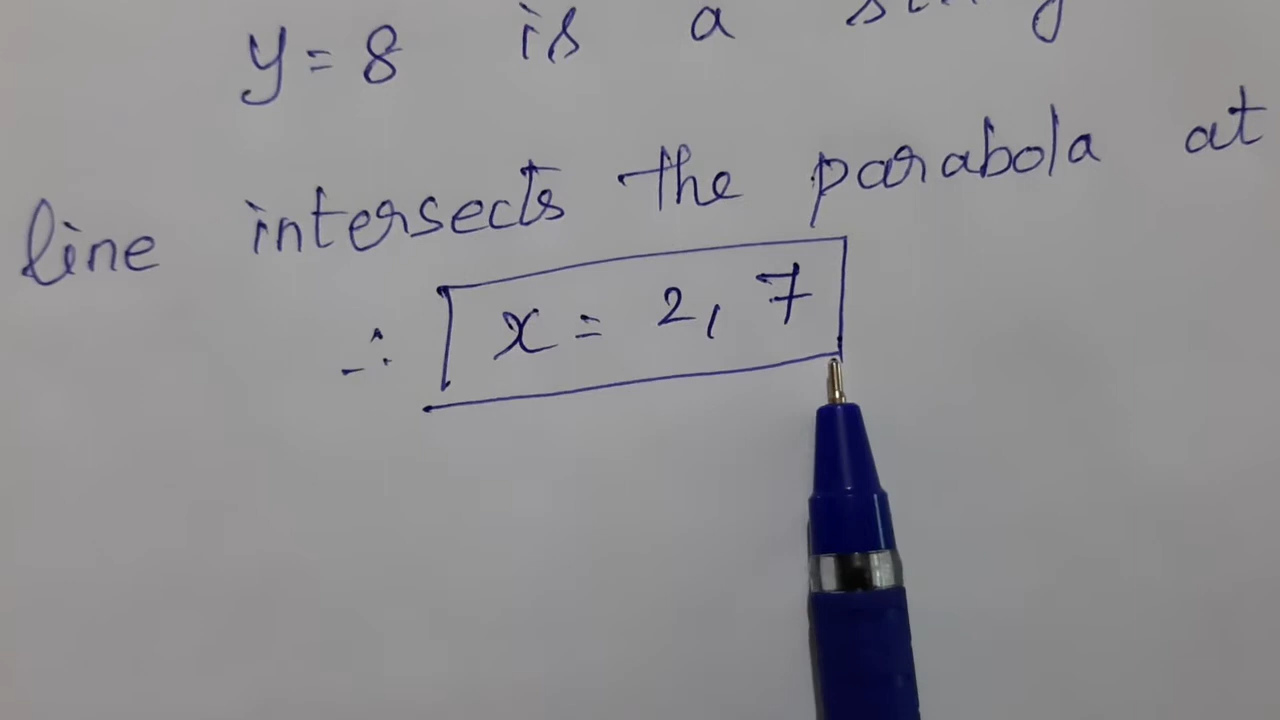 y = 8 is a
line intersects the parabola at
∴ x = 2, 7